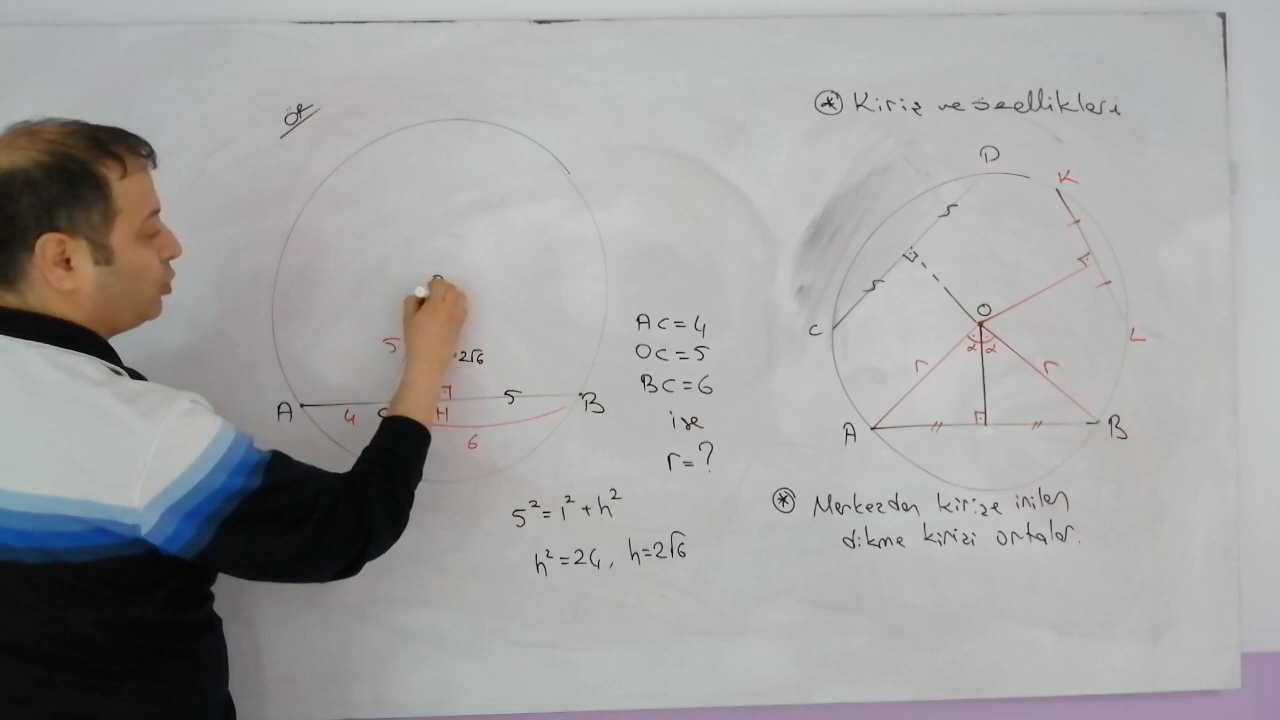 ör
5
2√6
A
4
C
H
5
B
6
AC=4
OC=5
BC=6
ise
r=?
5²=1²+h²
h²=24, h=2√6
* Kiriş ve özellikleri
D
K
C
O
L
r
α
α
r
A
B
* Merkezden kirişe inilen
dikme kirişi ortalar.